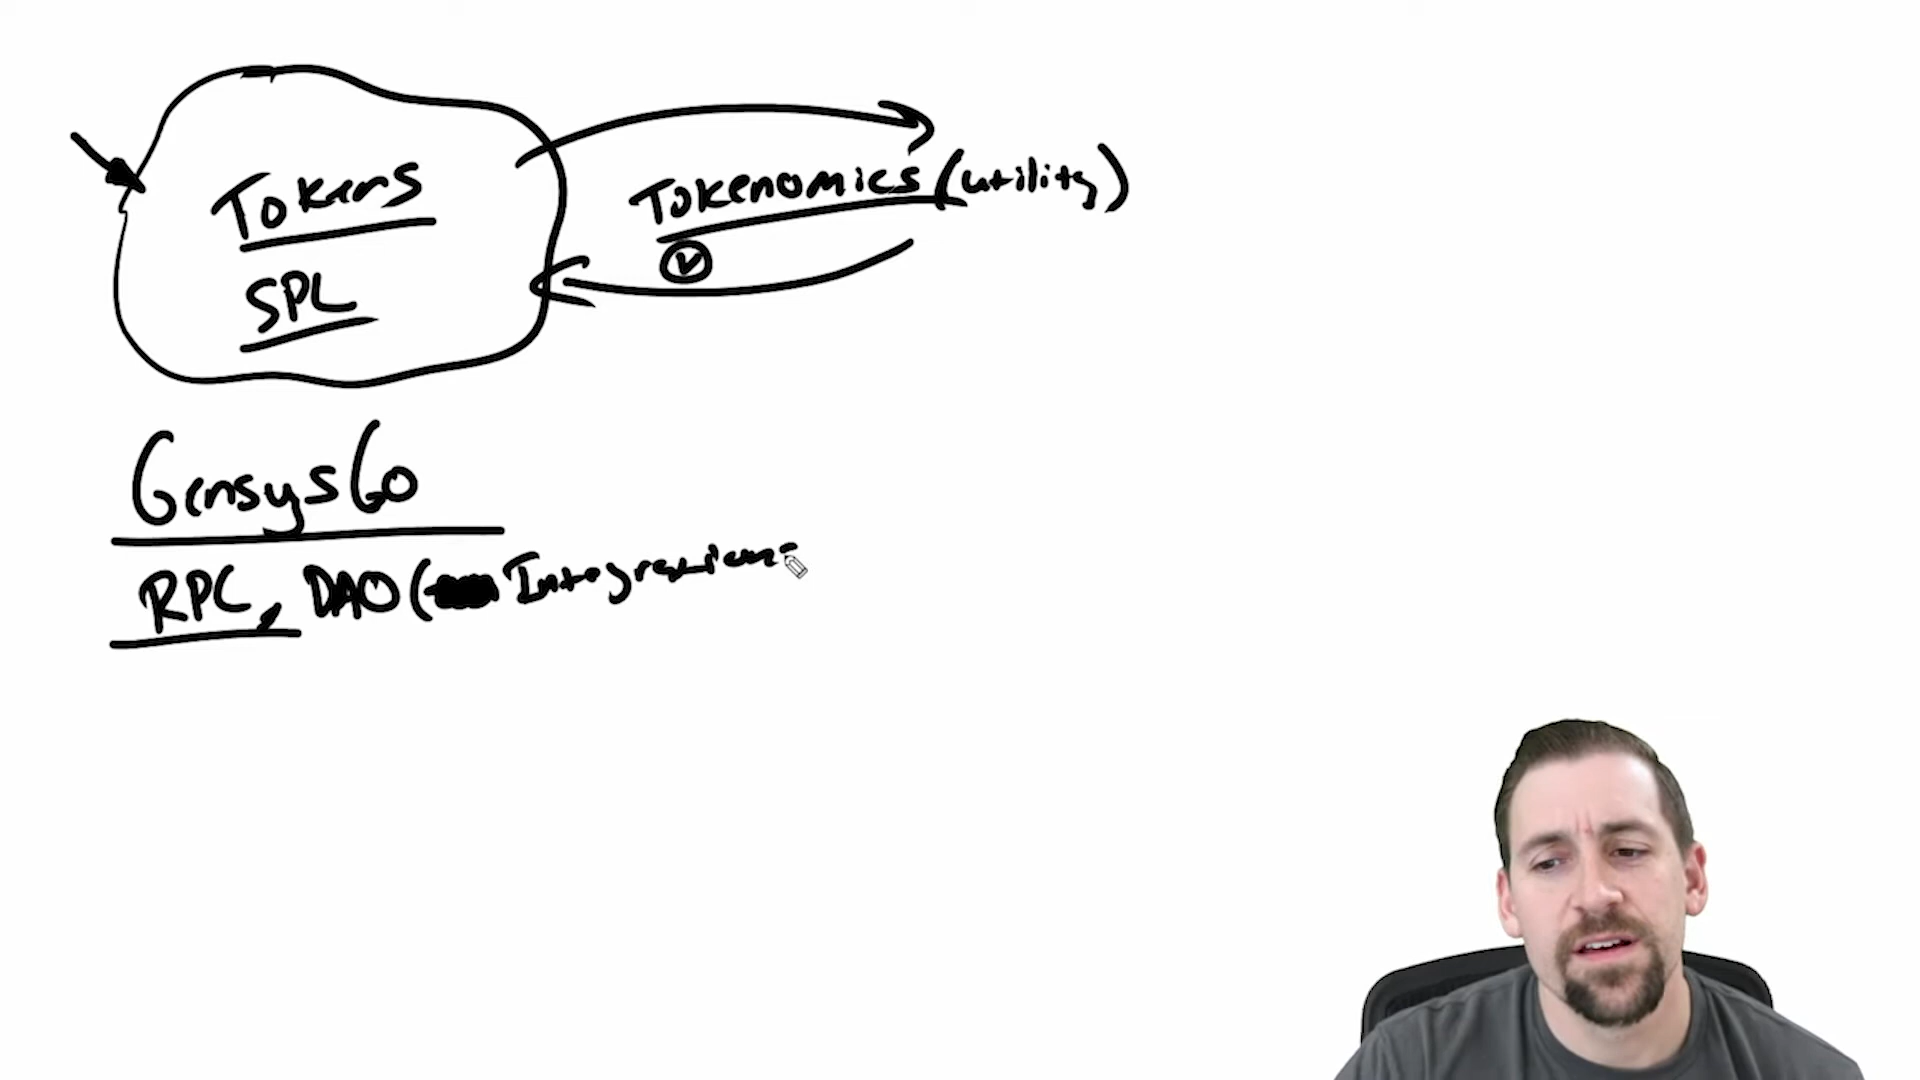 Tokens
SPL
Tokenomics (utility)
V
GensysGo
RPC, DAO ( Integrations